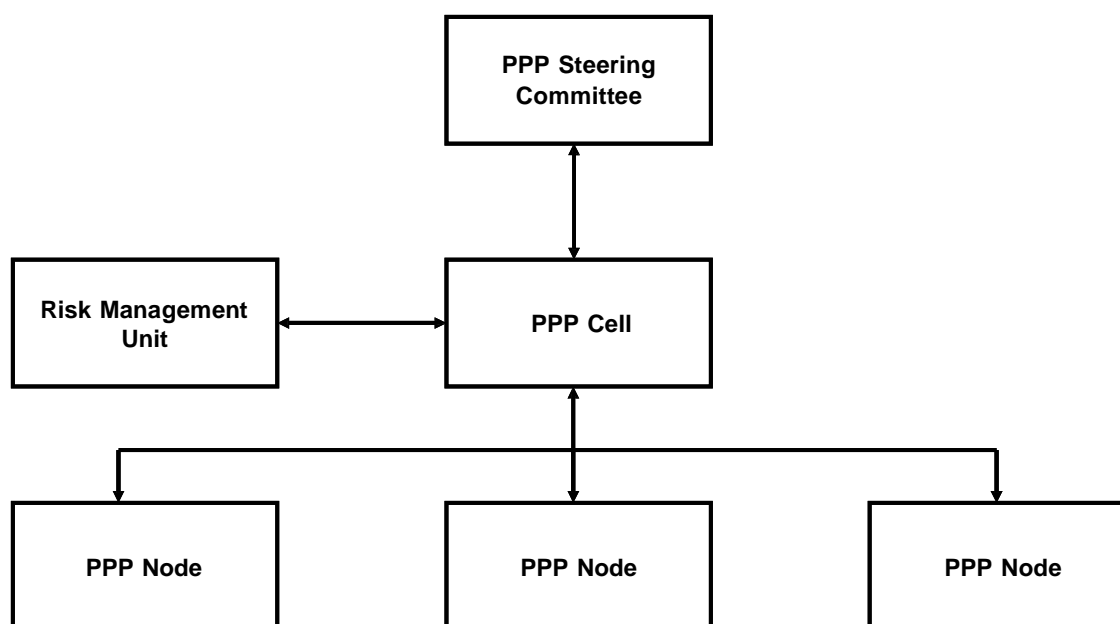 PPP Steering
Committee
Risk Management
Unit
PPP Cell
PPP Node
PPP Node
PPP Node